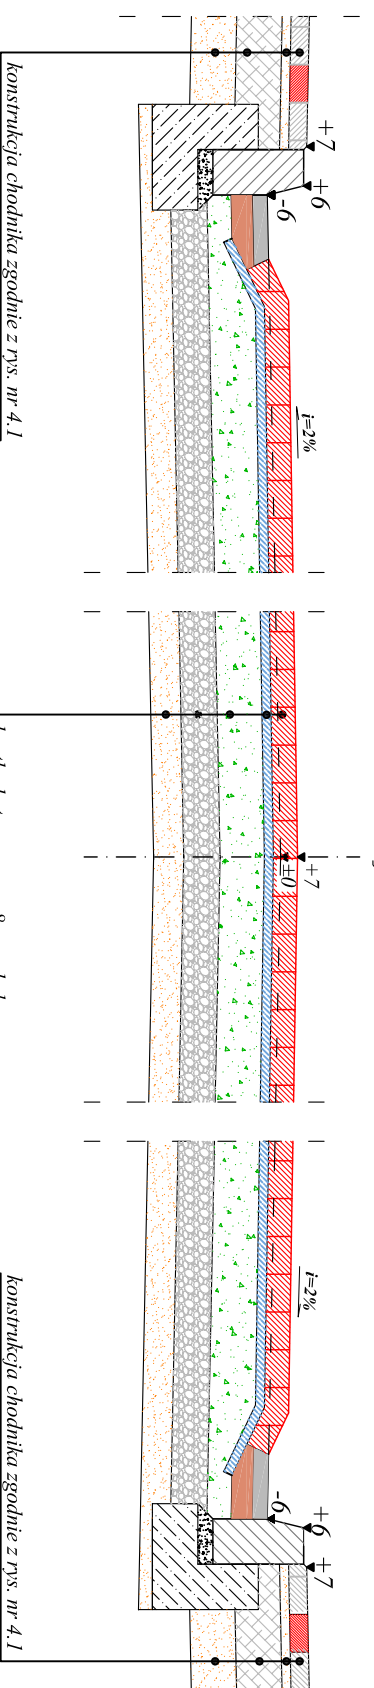 konstrukcja chodnika zgodnie z rys. nr 4.1
+7
+6
-6
i=2%
+7
±0
i=2%
-6
+6
+7
konstrukcja chodnika zgodnie z rys. nr 4.1